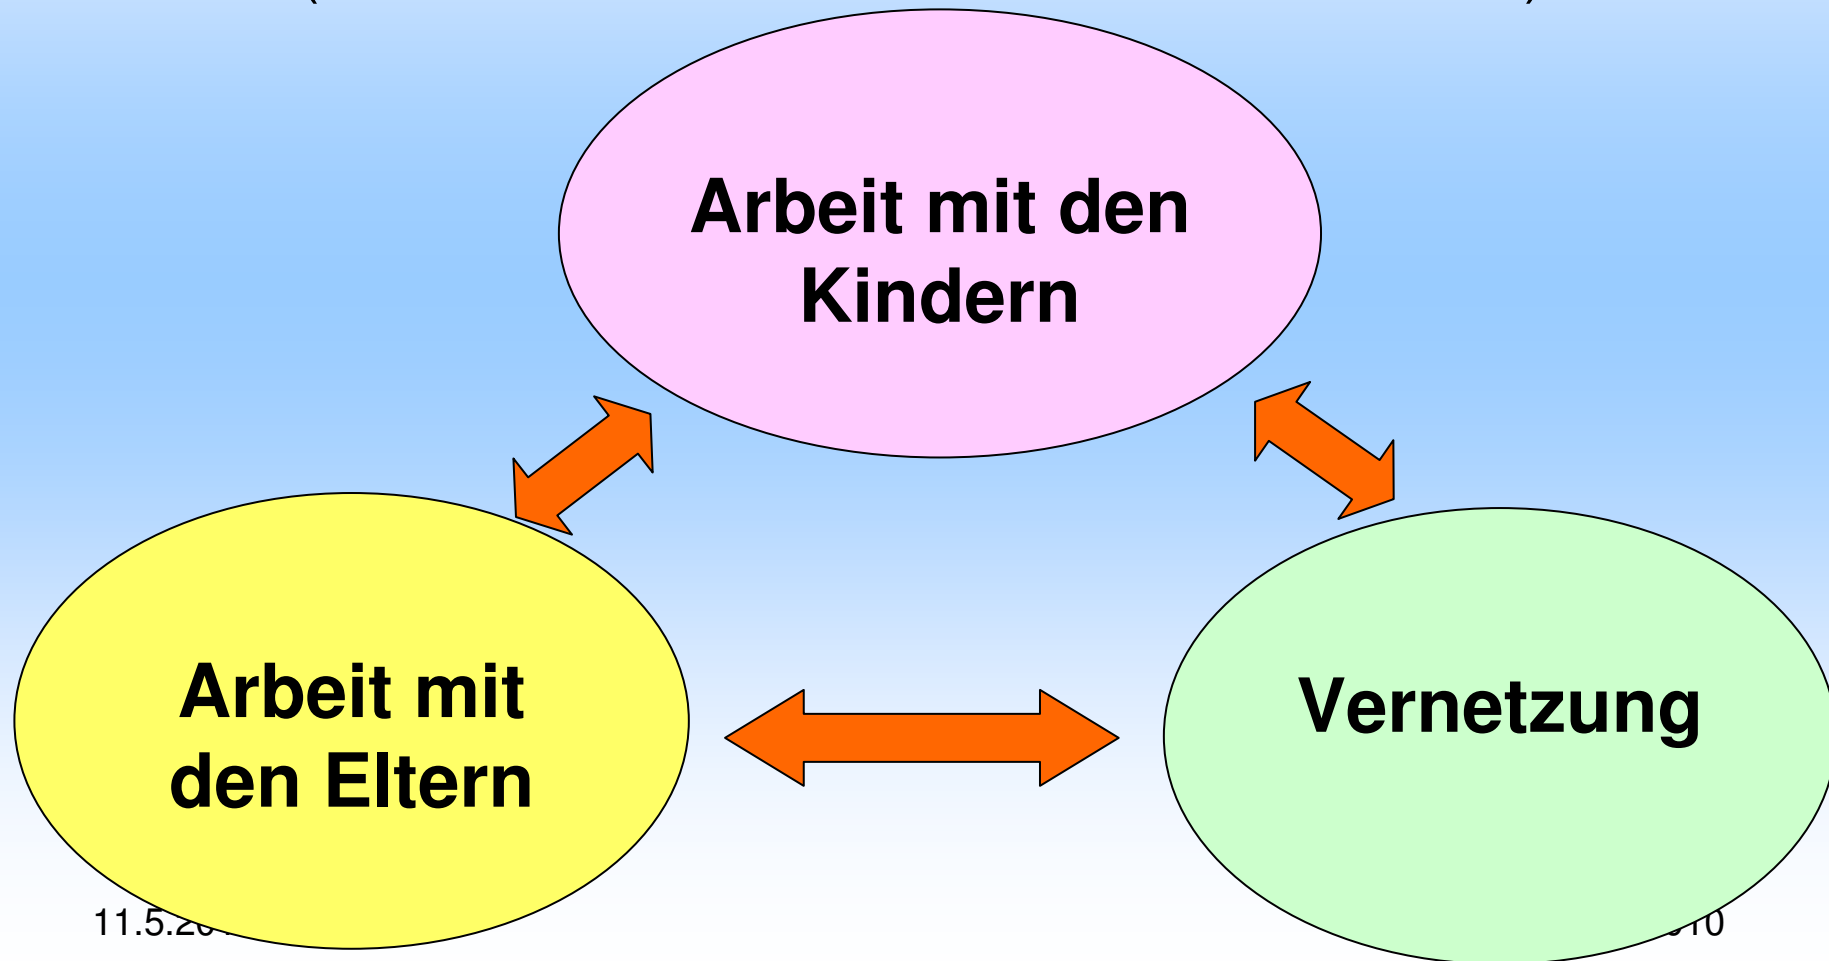 Arbeit mit den
Kindern
Arbeit mit
den Eltern
Vernetzung